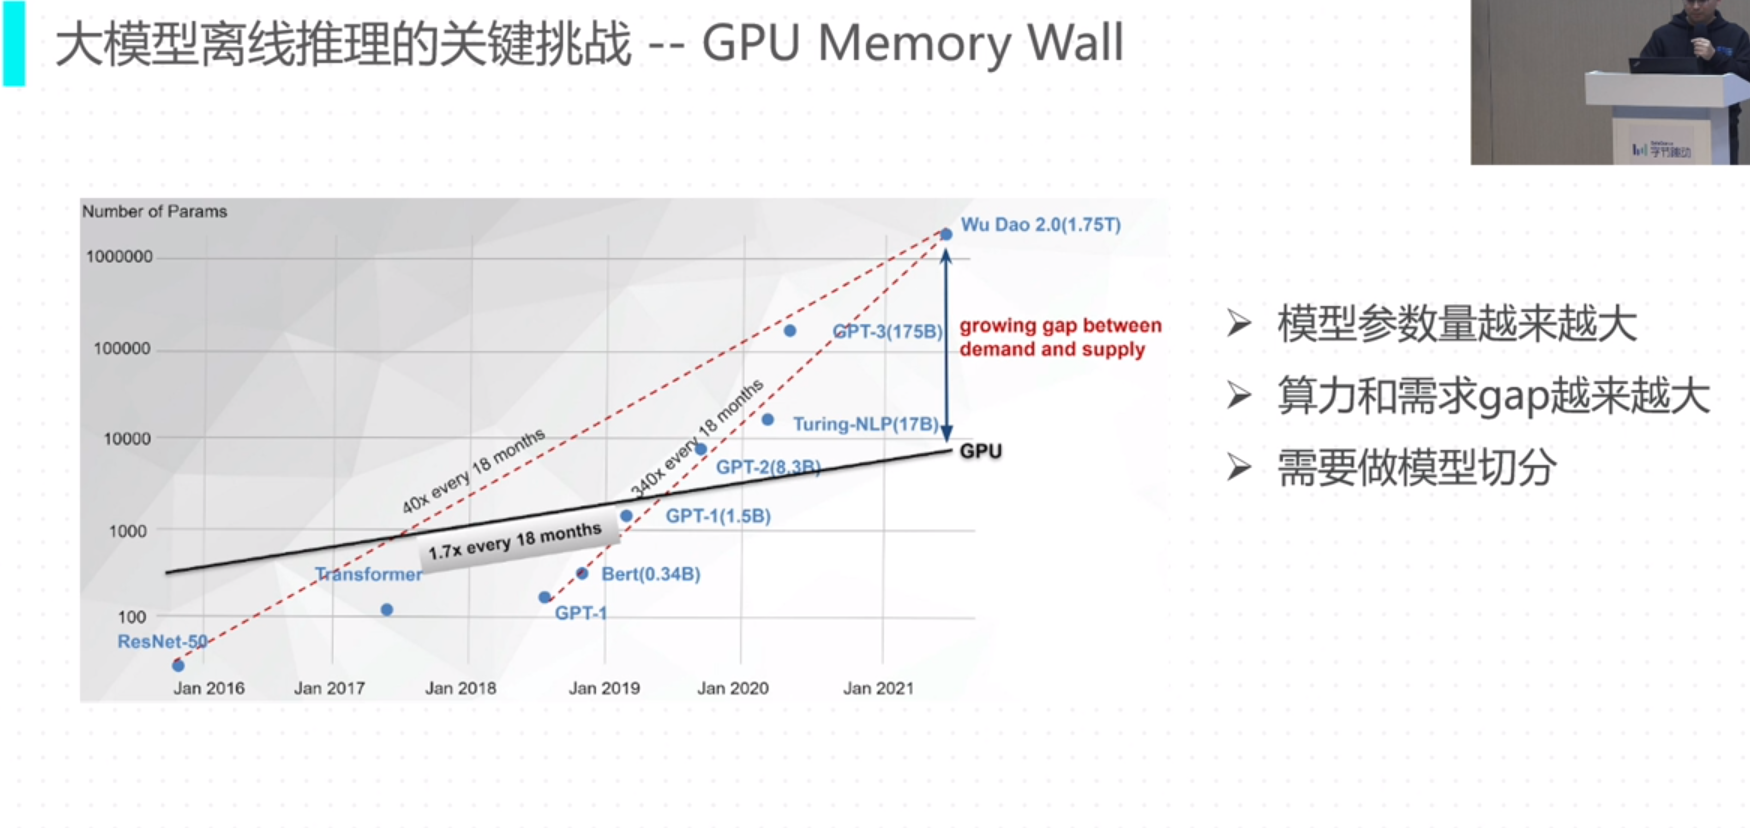 大模型离线推理的关键挑战 -- GPU Memory Wall
字节跳动
Number of Params
1000000
100000
10000
1000
100
Wu Dao 2.0(1.75T)
GPT-3(175B)
growing gap between
demand and supply
40x every 18 months
340x every 18 months
Turing-NLP(17B)
GPU
GPT-2(8.3B)
GPT-1(1.5B)
1.7x every 18 months
Transformer
Bert(0.34B)
GPT-1
ResNet-50
Jan 2016
Jan 2017
Jan 2018
Jan 2019
Jan 2020
Jan 2021
➢ 模型参数量越来越大
➢ 算力和需求gap越来越大
➢ 需要做模型切分